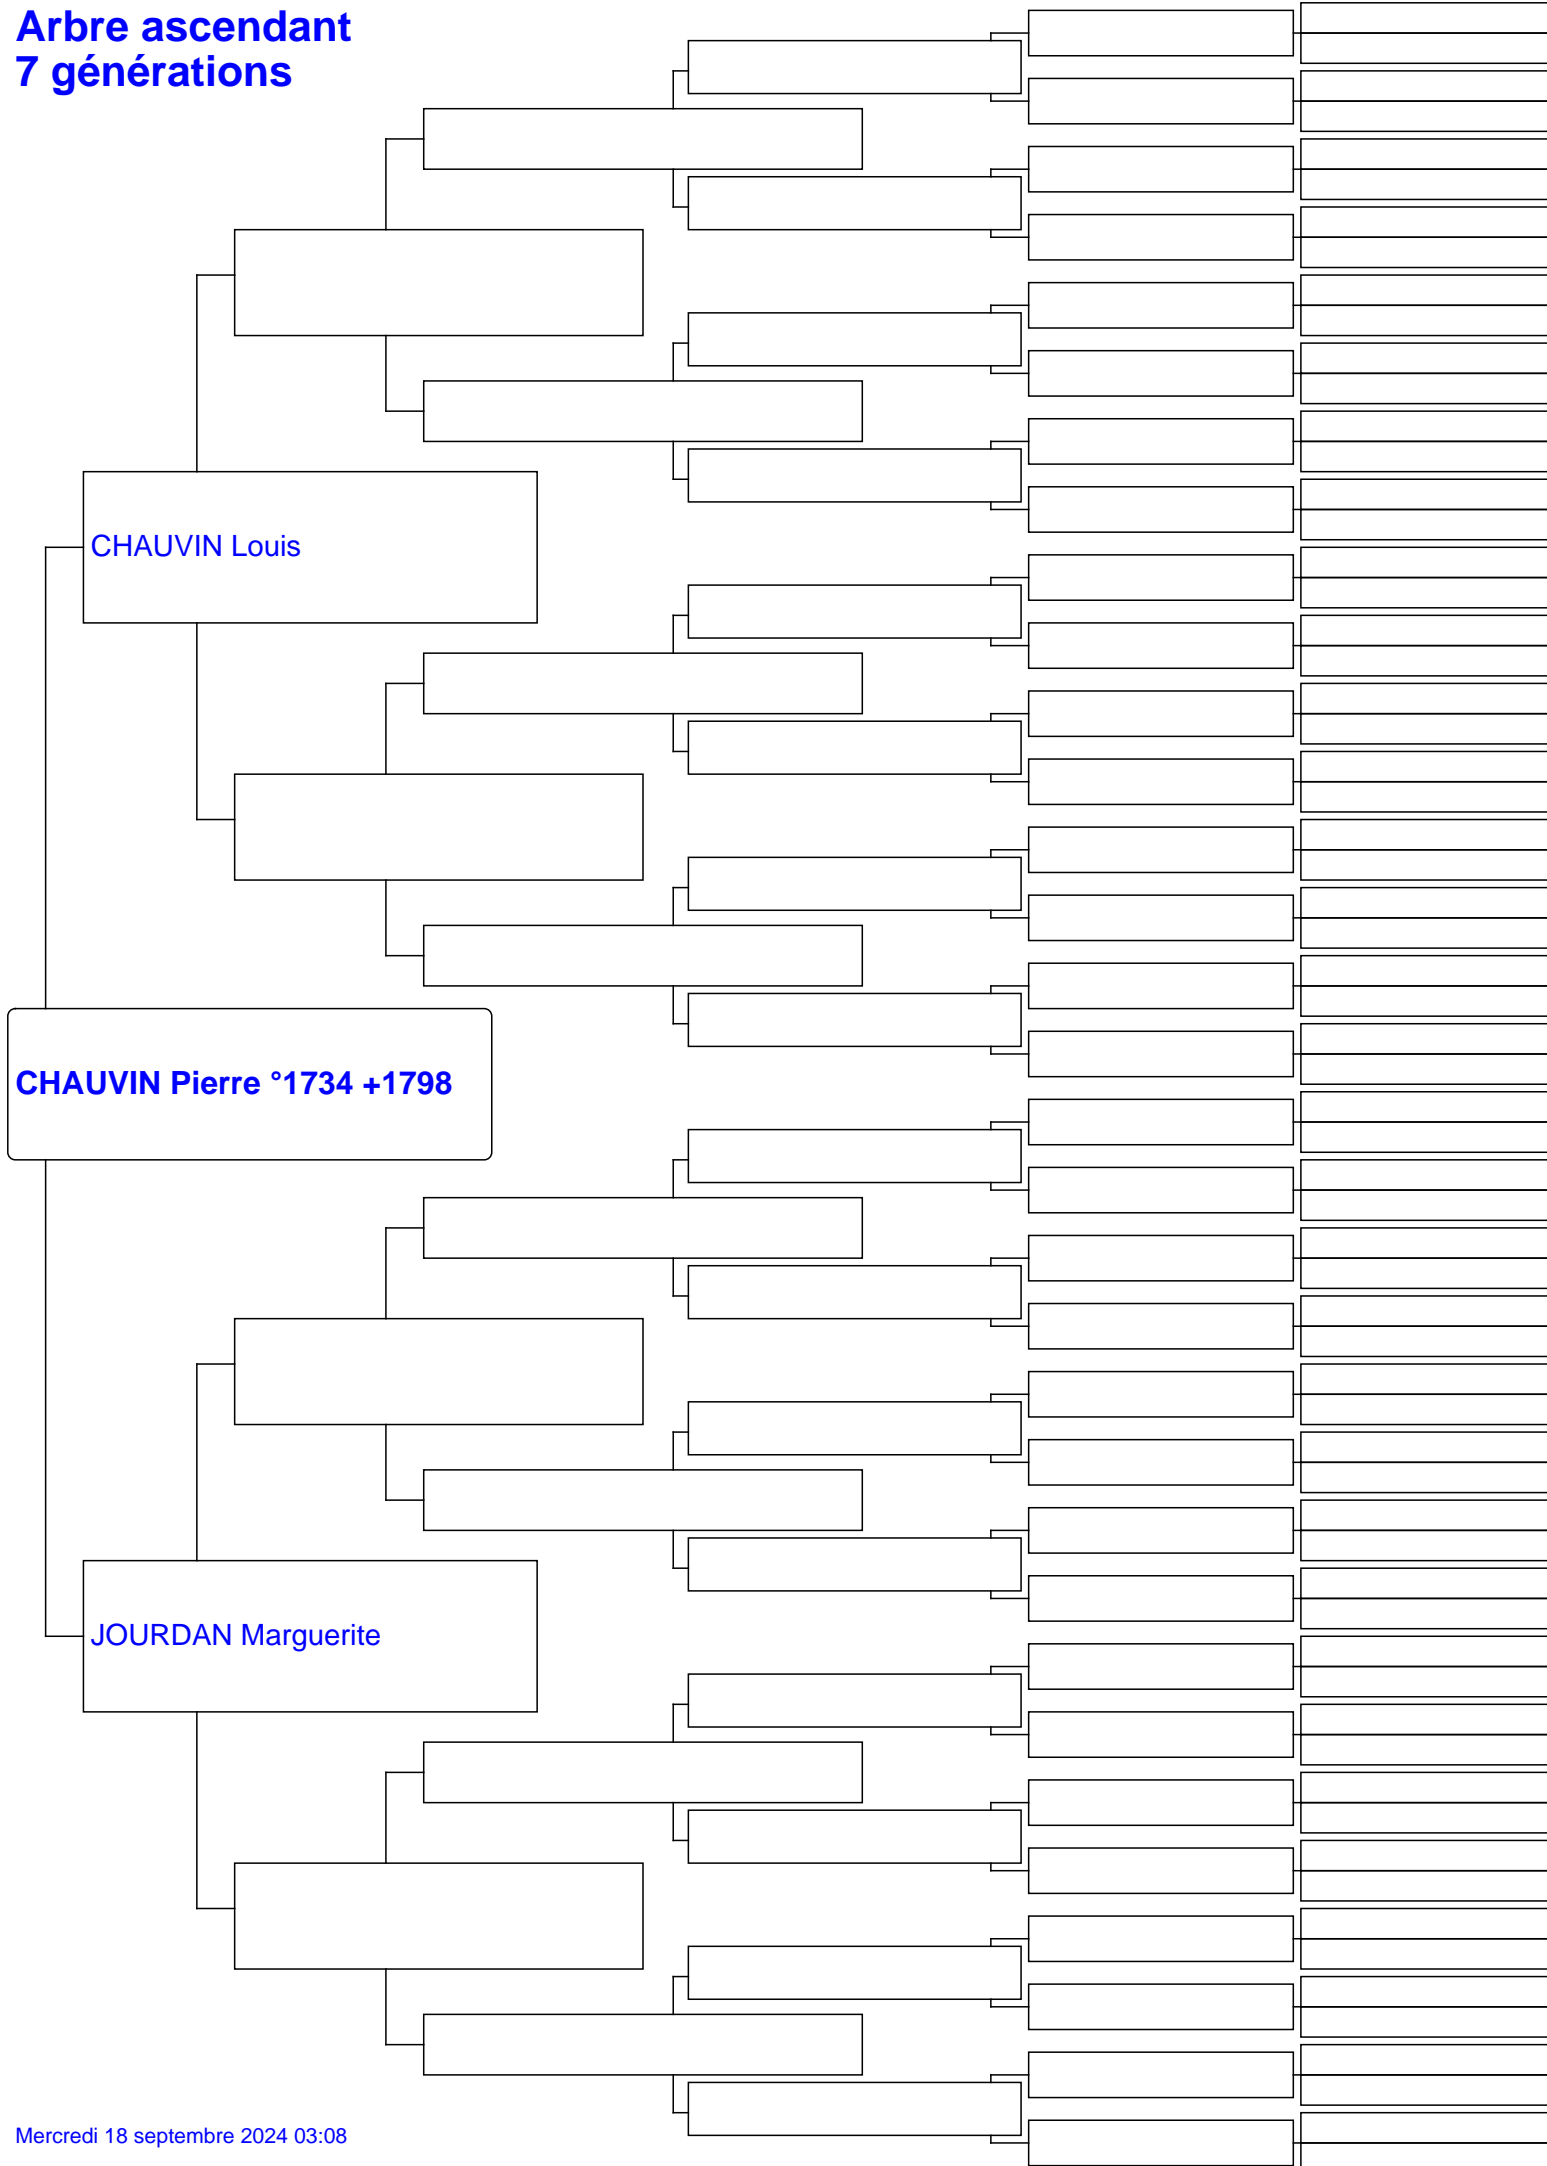 Arbre ascendant
7 générations
CHAUVIN Louis
CHAUVIN Pierre °1734 +1798
JOURDAN Marguerite
Mercredi 18 septembre 2024 03:08